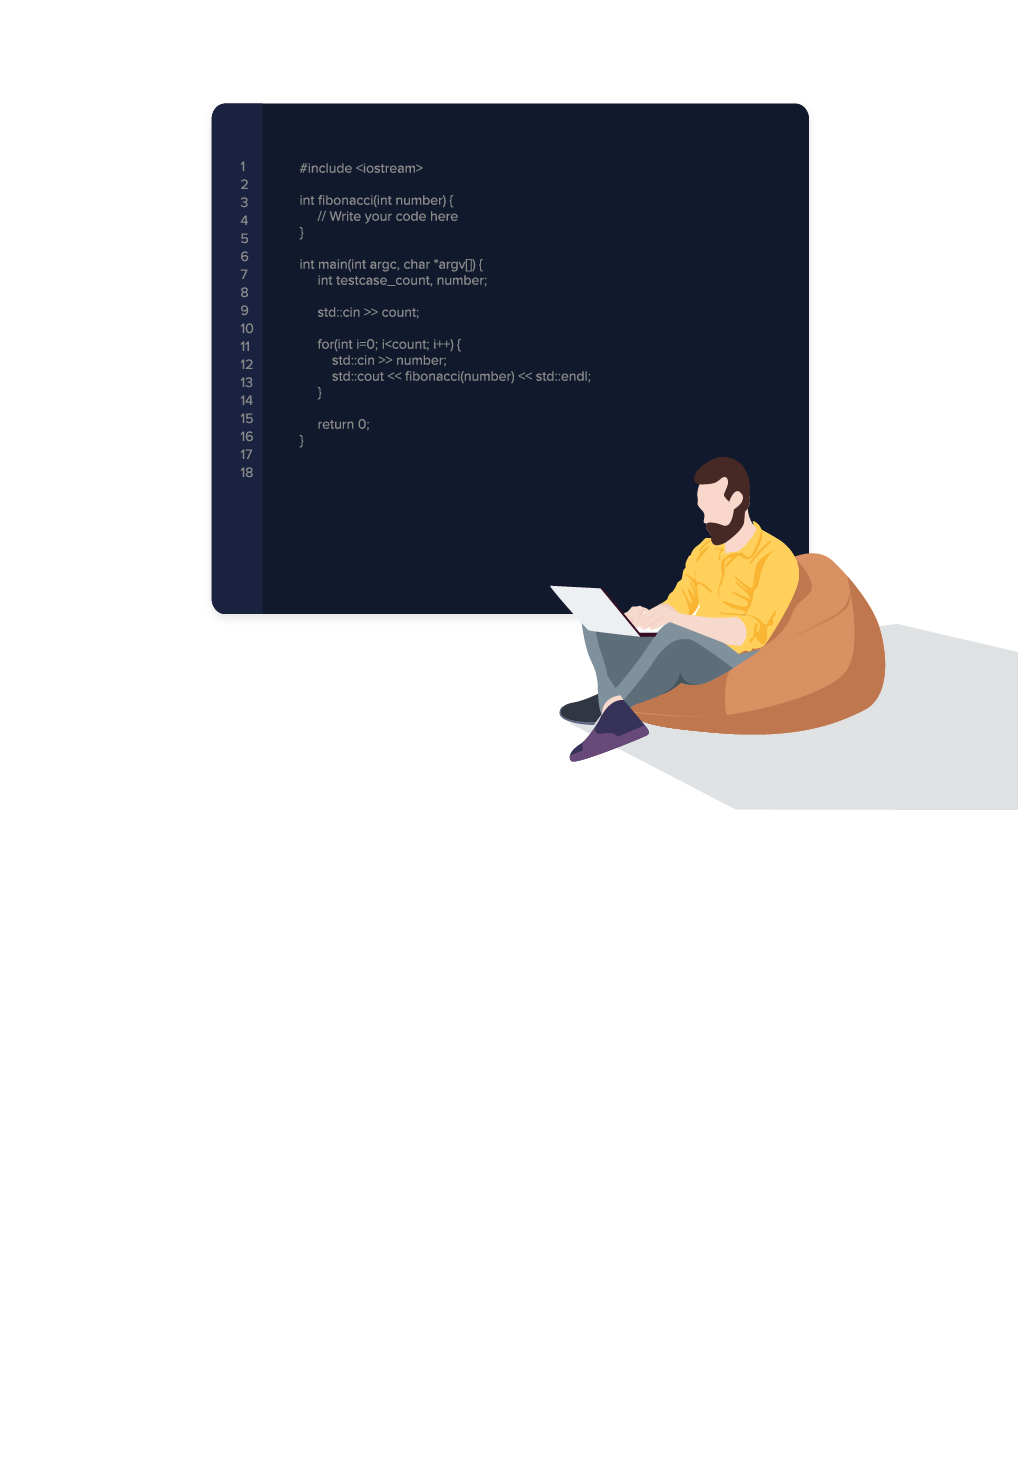 1
2
3
4
5
6
7
8
9
10
11
12
13
14
15
16
17
18
#include <iostream>
int fibonacci(int number) {
// Write your code here
}
int main(int argc, char *argv[]) {
int testcase_count, number;
std::cin >> count;
for(int i=0; i<count; i++) {
std::cin >> number;
std::cout << fibonacci(number) << std::endl;
}
return 0;
}